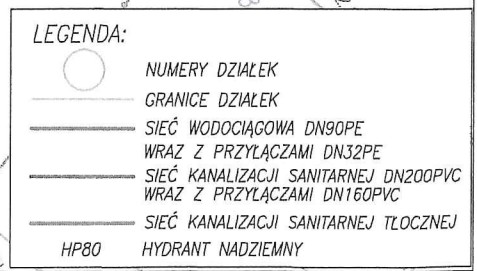 LEGENDA:
NUMERY DZIAŁEK
GRANICE DZIAŁEK
SIEĆ WODOCIĄGOWA DN90PE
WRAZ Z PRZYŁĄCZAMI DN32PE
SIEĆ KANALIZACJI SANITARNEJ DN200PVC
WRAZ Z PRZYŁĄCZAMI DN160PVC
SIEĆ KANALIZACJI SANITARNEJ TŁOCZNEJ
HP80 HYDRANT NADZIEMNY